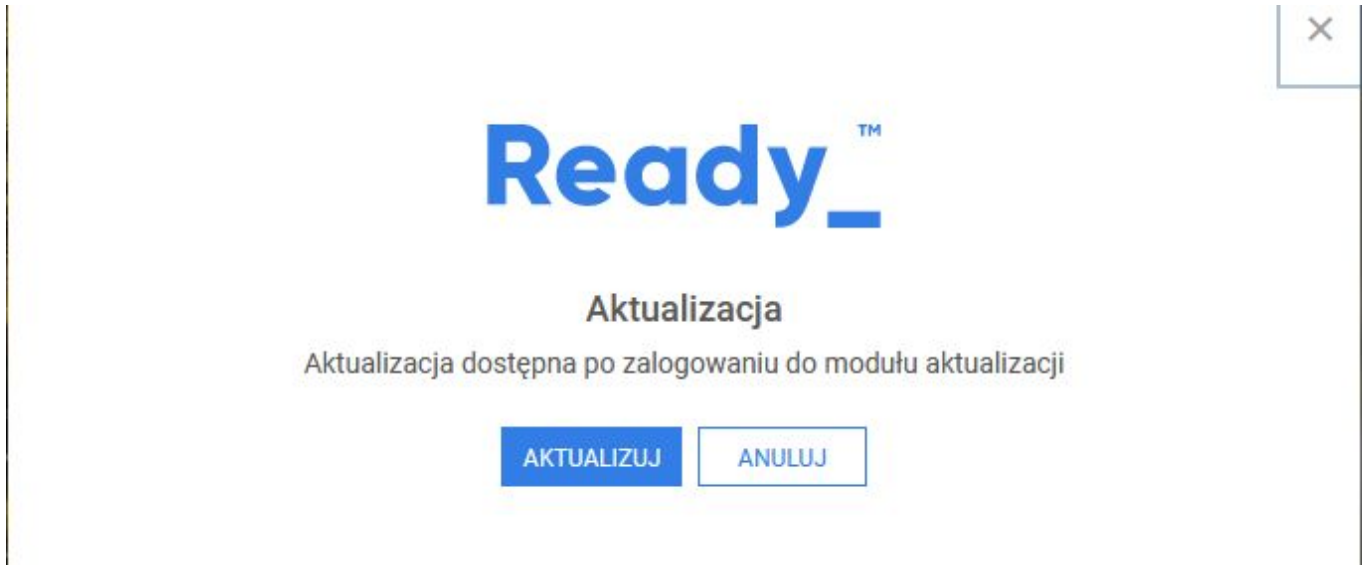 Ready_™
Aktualizacja
Aktualizacja dostępna po zalogowaniu do modułu aktualizacji
AKTUALIZUJ
ANULUJ